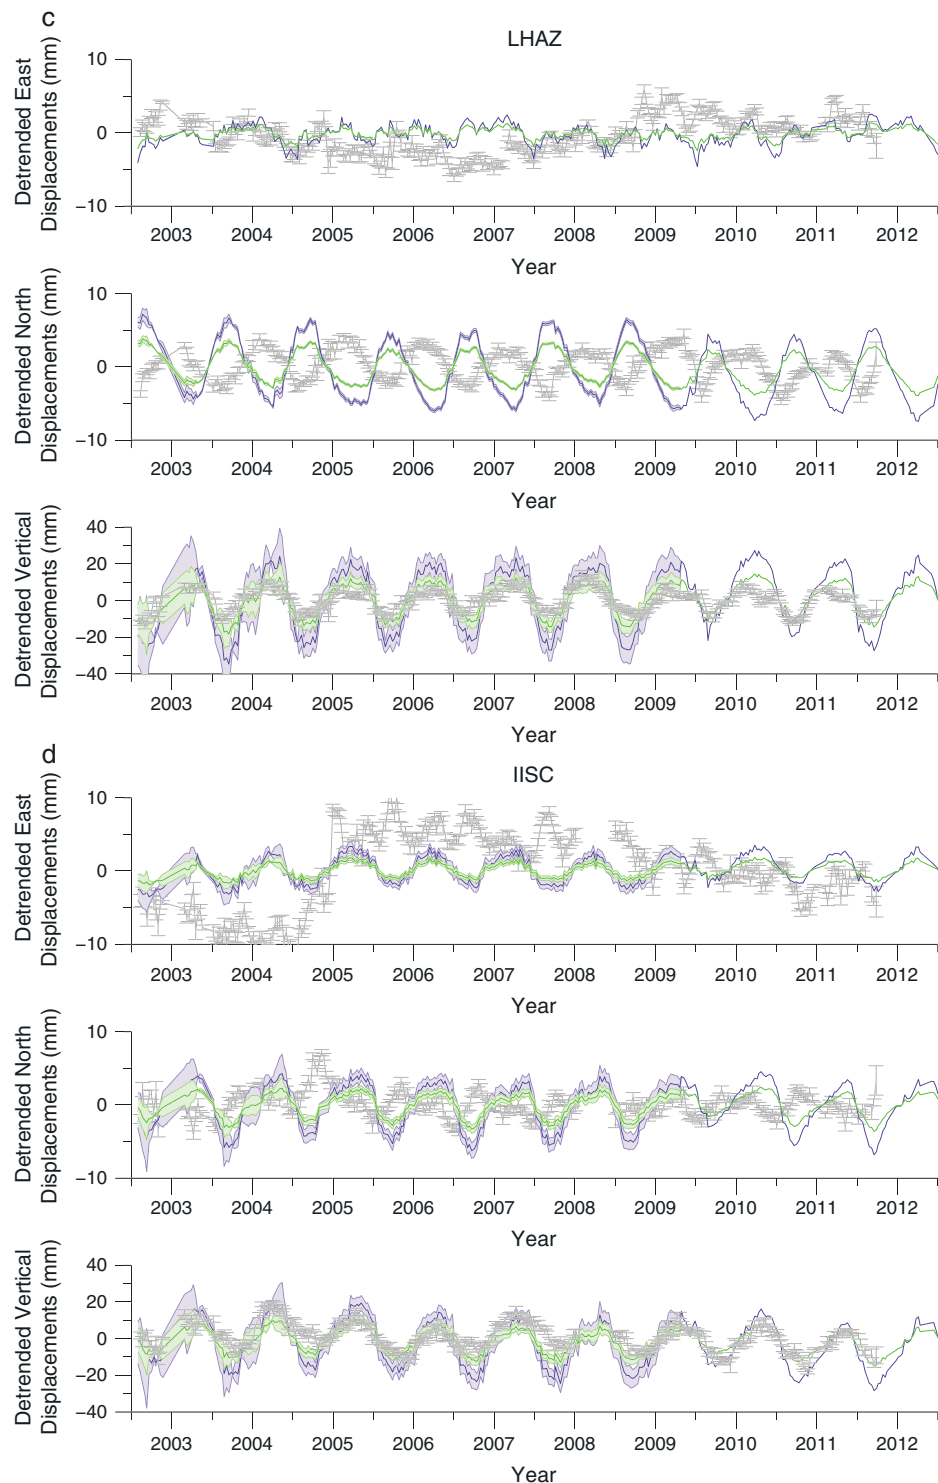 c
LHAZ
Detrended East
Displacements (mm)
10
0
−10
2003 2004 2005 2006 2007 2008 2009 2010 2011 2012
Year
Detrended North
Displacements (mm)
10
0
−10
2003 2004 2005 2006 2007 2008 2009 2010 2011 2012
Year
Detrended Vertical
Displacements (mm)
40
20
0
−20
−40
2003 2004 2005 2006 2007 2008 2009 2010 2011 2012
Year
d
IISC
Detrended East
Displacements (mm)
10
0
−10
2003 2004 2005 2006 2007 2008 2009 2010 2011 2012
Year
Detrended North
Displacements (mm)
10
0
−10
2003 2004 2005 2006 2007 2008 2009 2010 2011 2012
Year
Detrended Vertical
Displacements (mm)
40
20
0
−20
−40
2003 2004 2005 2006 2007 2008 2009 2010 2011 2012
Year